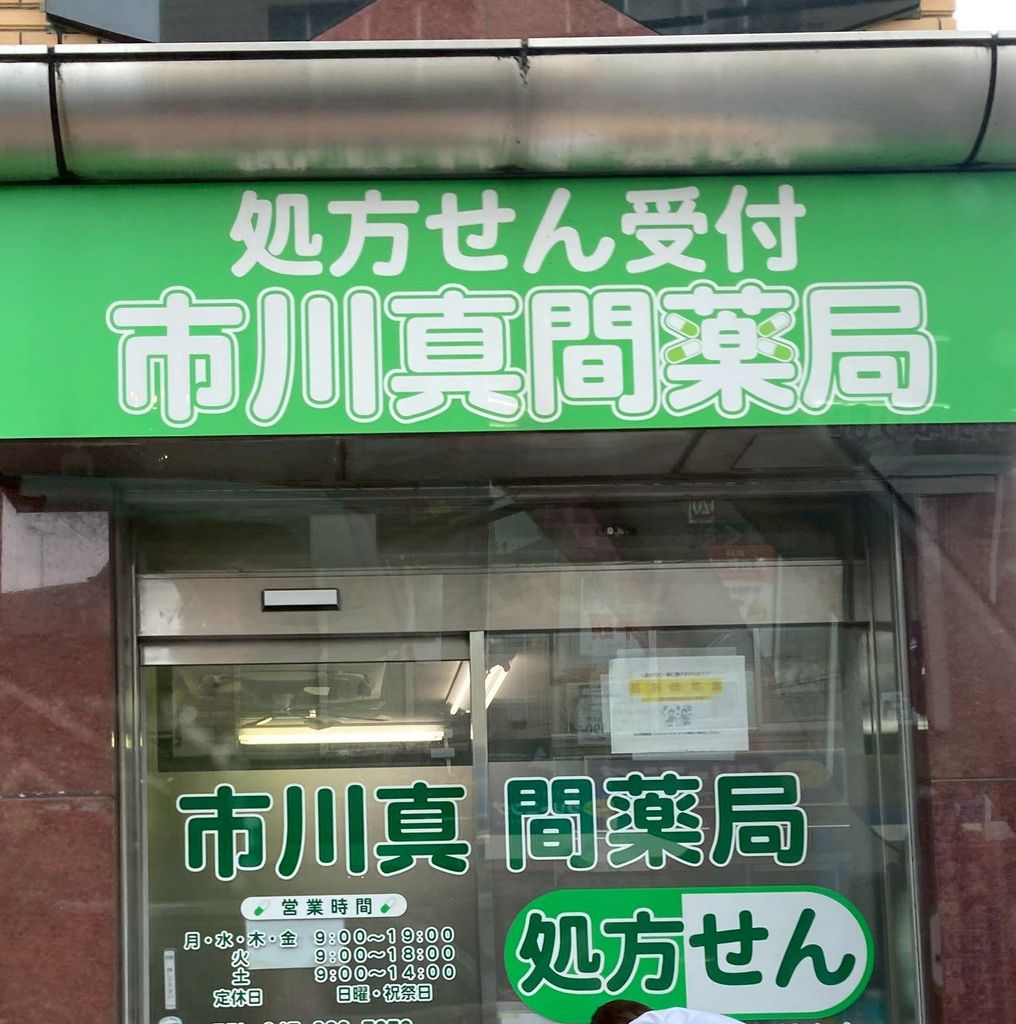 処方せん受付
市川真間薬局
市川真間薬局
営業時間
月・水・木・金 9:00〜19:00
火 9:00〜18:00
土 9:00〜14:00
定休日 日曜・祝祭日
処方せん